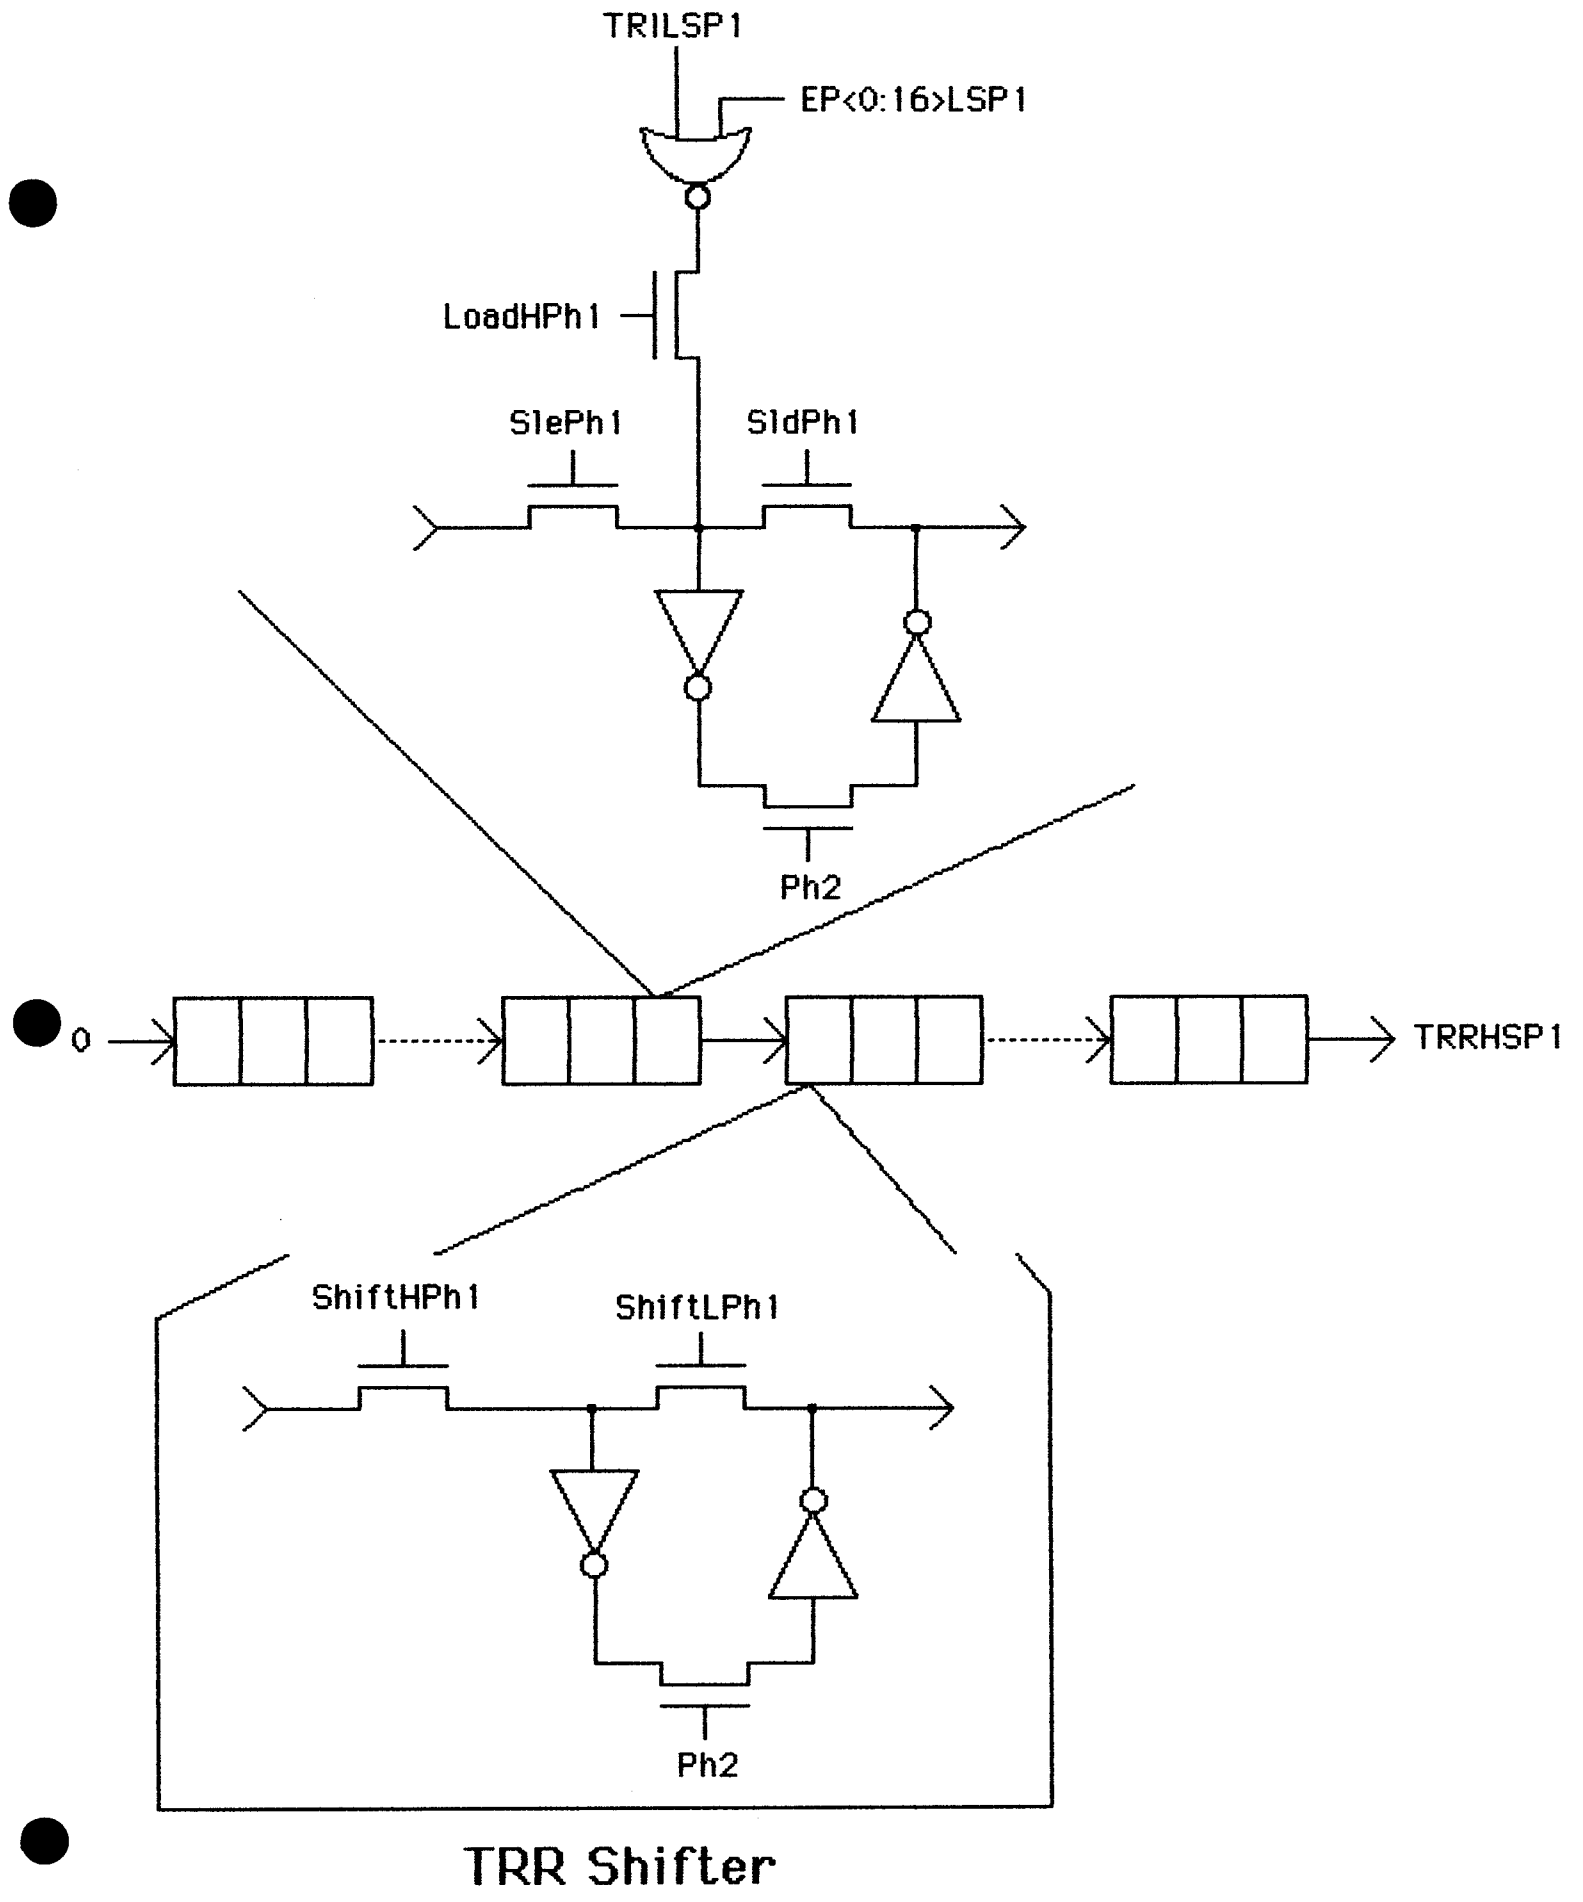 TRILSP1
EP<0:16>LSP1
LoadHPh1
SlePh1
SldPh1
Ph2
0
TRRHSP1
ShiftHPh1
ShiftLPh1
Ph2
TRR Shifter